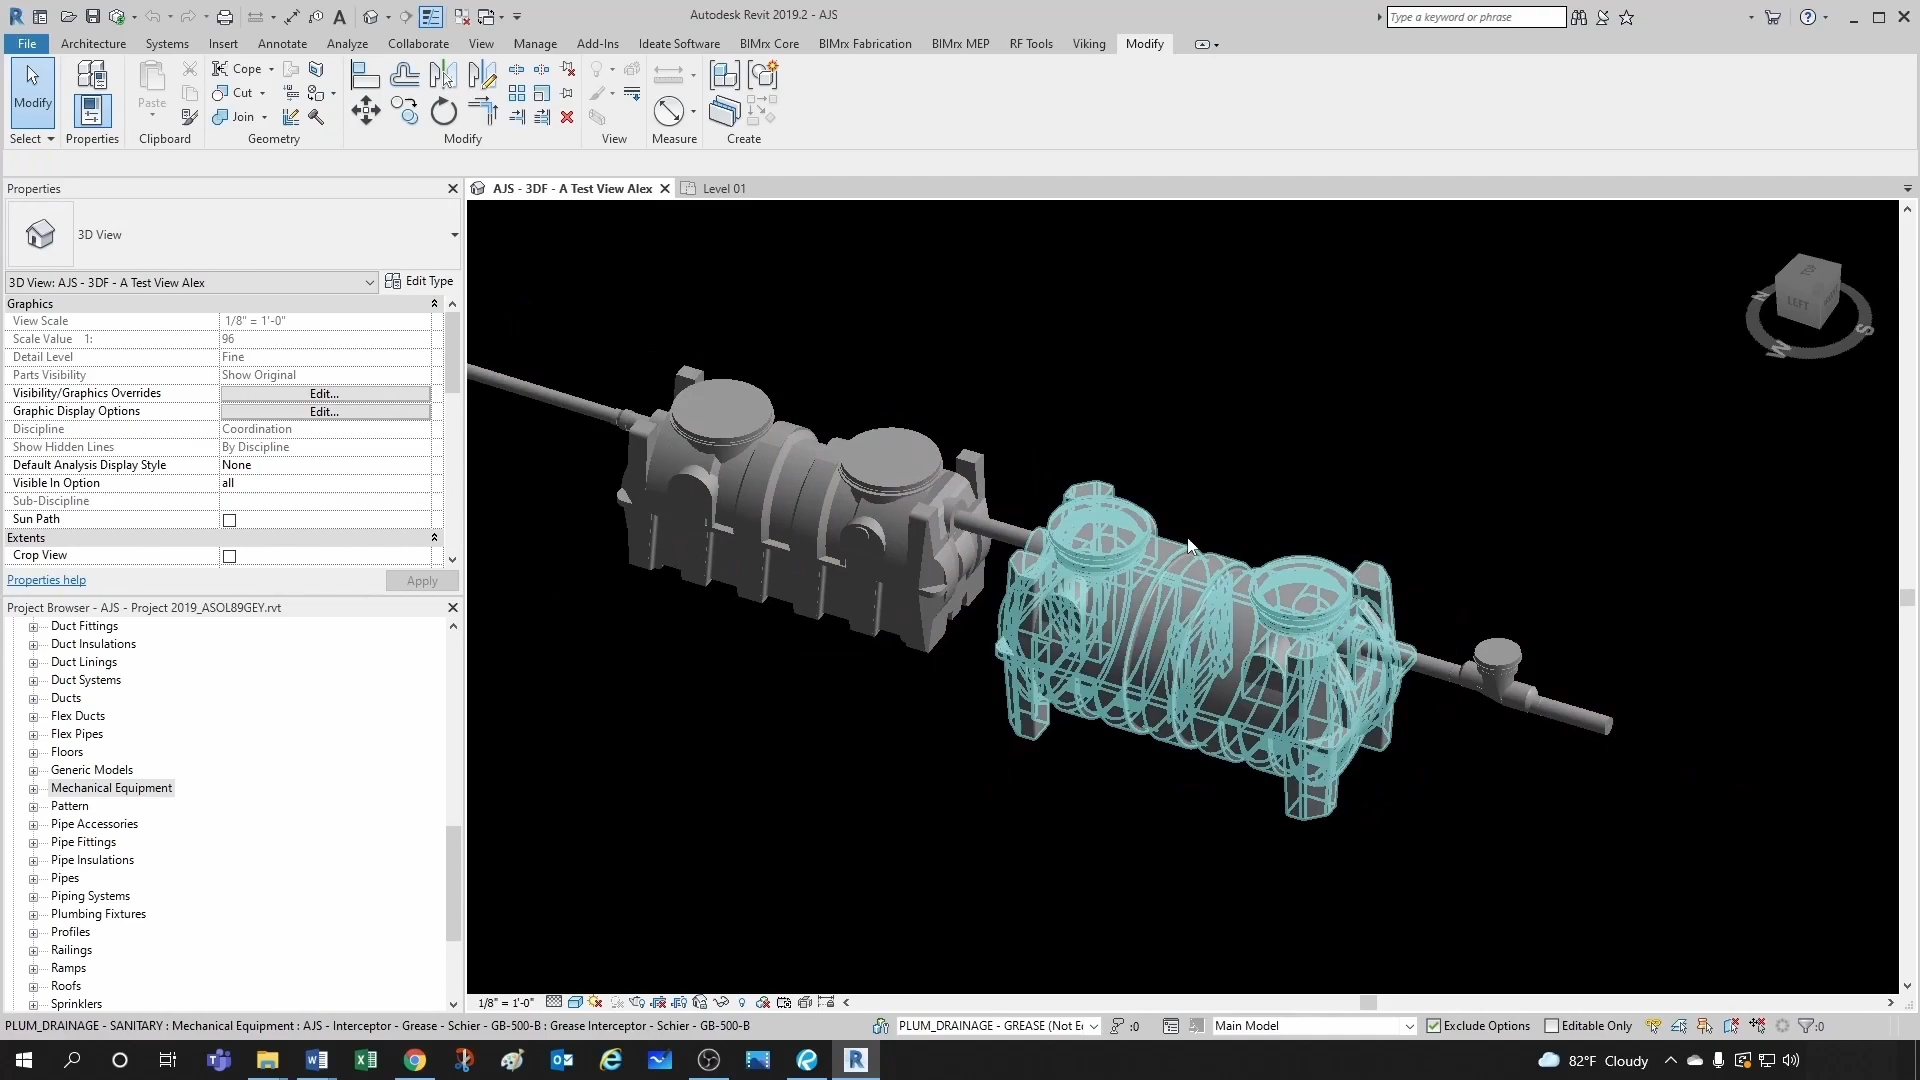 Autodesk Revit 2019.2 - AJS
Type a keyword or phrase
File Architecture Systems Insert Annotate Analyze Collaborate View Manage Add-Ins Ideate Software BIMrx Core BIMrx Fabrication BIMrx MEP RF Tools Viking Modify
Modify
Paste
Cope
Cut
Join
Select Properties Clipboard Geometry Modify View Measure Create
Properties
AJS - 3DF - A Test View Alex
Level 01
3D View
3D View: AJS - 3DF - A Test View Alex
Edit Type
Graphics
View Scale 1/8" = 1'-0"
Scale Value 1: 96
Detail Level Fine
Parts Visibility Show Original
Visibility/Graphics Overrides Edit...
Graphic Display Options Edit...
Discipline Coordination
Show Hidden Lines By Discipline
Default Analysis Display Style None
Visible In Option all
Sub-Discipline
Sun Path
Extents
Crop View
Properties help
Apply
Project Browser - AJS - Project 2019_ASOL89GEY.rvt
Duct Fittings
Duct Insulations
Duct Linings
Duct Systems
Ducts
Flex Ducts
Flex Pipes
Floors
Generic Models
Mechanical Equipment
Pattern
Pipe Accessories
Pipe Fittings
Pipe Insulations
Pipes
Piping Systems
Plumbing Fixtures
Profiles
Railings
Ramps
Roofs
Sprinklers
LEFT
W
S
1/8" = 1'-0"
PLUM_DRAINAGE - SANITARY : Mechanical Equipment : AJS - Interceptor - Grease - Schier - GB-500-B : Grease Interceptor - Schier - GB-500-B
PLUM_DRAINAGE - GREASE (Not E
:0
Main Model
Exclude Options
Editable Only
:0
82°F Cloudy